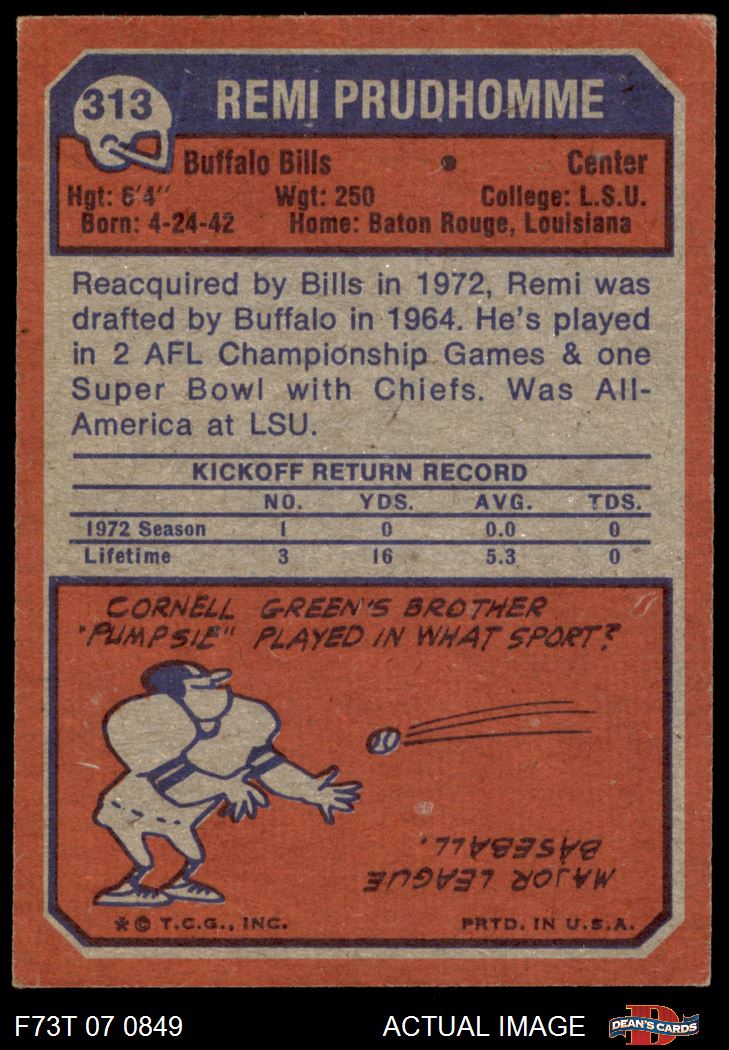 313
REMI PRUDHOMME
Buffalo Bills • Center
Hgt: 6'4" Wgt: 250 College: L.S.U.
Born: 4-24-42 Home: Baton Rouge, Louisiana
Reacquired by Bills in 1972, Remi was
drafted by Buffalo in 1964. He's played
in 2 AFL Championship Games & one
Super Bowl with Chiefs. Was All-
America at LSU.
KICKOFF RETURN RECORD
NO. YDS. AVG. TDS.
1972 Season 1 0 0.0 0
Lifetime 3 16 5.3 0
CORNELL GREEN'S BROTHER
"PUMPSIE" PLAYED IN WHAT SPORT?
MAJOR LEAGUE
BASEBALL.
* © T.C.G., INC. PRTD. IN U.S.A.
F73T 07 0849 ACTUAL IMAGE DEAN'S CARDS